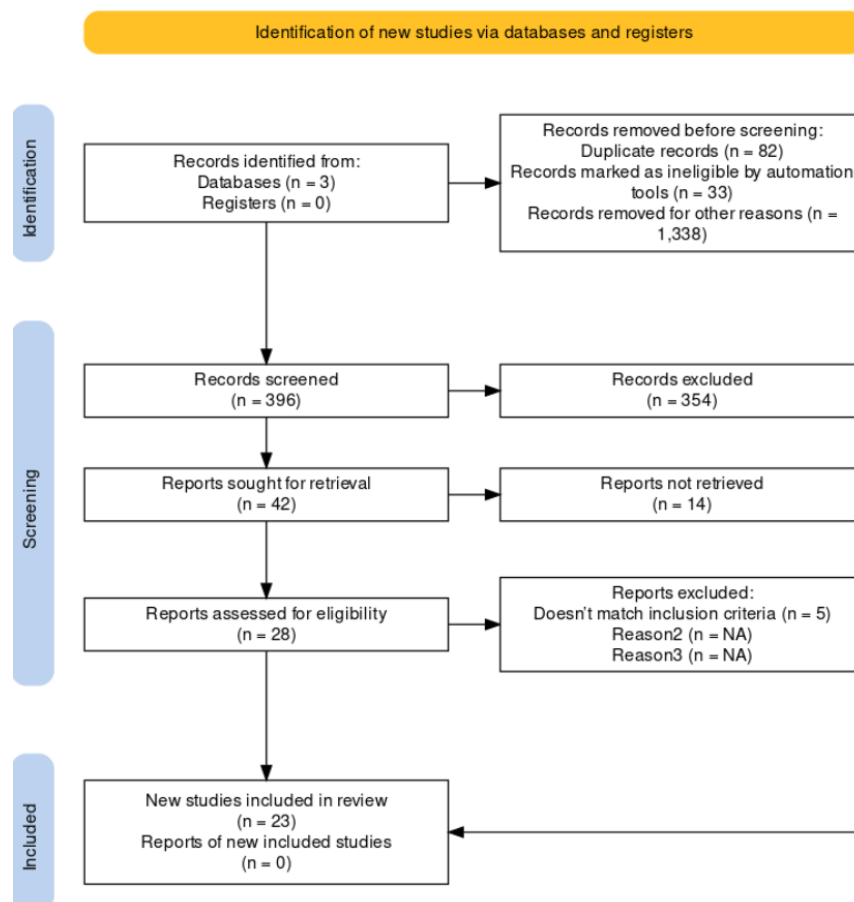 Identification of new studies via databases and registers
Identification
Records identified from:
Databases (n = 3)
Registers (n = 0)
Records removed before screening:
Duplicate records (n = 82)
Records marked as ineligible by automation
tools (n = 33)
Records removed for other reasons (n =
1,338)
Screening
Records screened
(n = 396)
Records excluded
(n = 354)
Reports sought for retrieval
(n = 42)
Reports not retrieved
(n = 14)
Reports assessed for eligibility
(n = 28)
Reports excluded:
Doesn't match inclusion criteria (n = 5)
Reason2 (n = NA)
Reason3 (n = NA)
Included
New studies included in review
(n = 23)
Reports of new included studies
(n = 0)